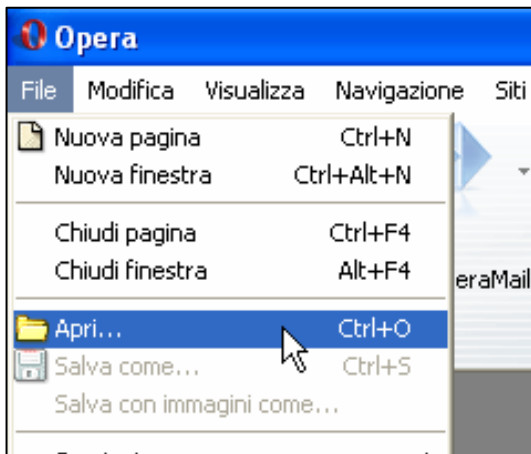 Opera
File Modifica Visualizza Navigazione Siti
Nuova pagina Ctrl+N
Nuova finestra Ctrl+Alt+N
Chiudi pagina Ctrl+F4
Chiudi finestra Alt+F4
eraMail
Apri... Ctrl+O
Salva come... Ctrl+S
Salva con immagini come...